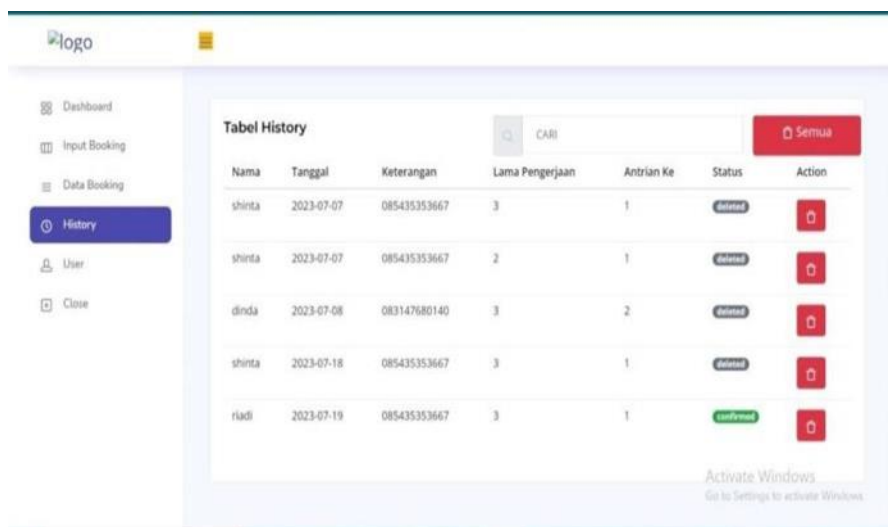 logo
Dashboard
Input Booking
Data Booking
History
User
Close
Tabel History
CARI
Semua
Nama Tanggal Keterangan Lama Pengerjaan Antrian Ke Status Action
shinta 2023-07-07 085435353667 3 1 deleted
shinta 2023-07-07 085435353667 2 1 deleted
dinda 2023-07-08 083147680140 3 2 deleted
shinta 2023-07-18 085435353667 3 1 deleted
riadi 2023-07-19 085435353667 3 1 confirmed
Activate Windows
Go to Settings to activate Windows.